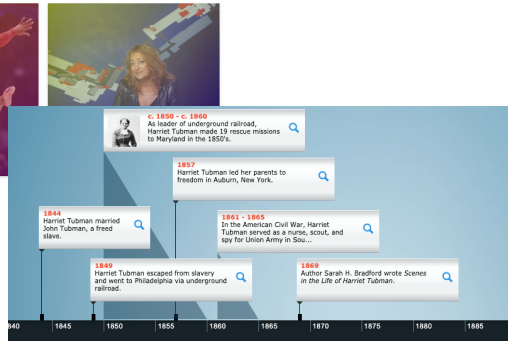 c. 1850 - c. 1860
As leader of underground railroad,
Harriet Tubman made 19 rescue missions
to Maryland in the 1850's.
1857
Harriet Tubman led her parents to
freedom in Auburn, New York.
1844
Harriet Tubman married
John Tubman, a freed
slave.
1861 - 1865
In the American Civil War, Harriet
Tubman served as a nurse, scout, and
spy for Union Army in Sou...
1849
Harriet Tubman escaped from slavery
and went to Philadelphia via underground
railroad.
1869
Author Sarah H. Bradford wrote Scenes
in the Life of Harriet Tubman.
840 1845 1850 1855 1860 1865 1870 1875 1880 1885